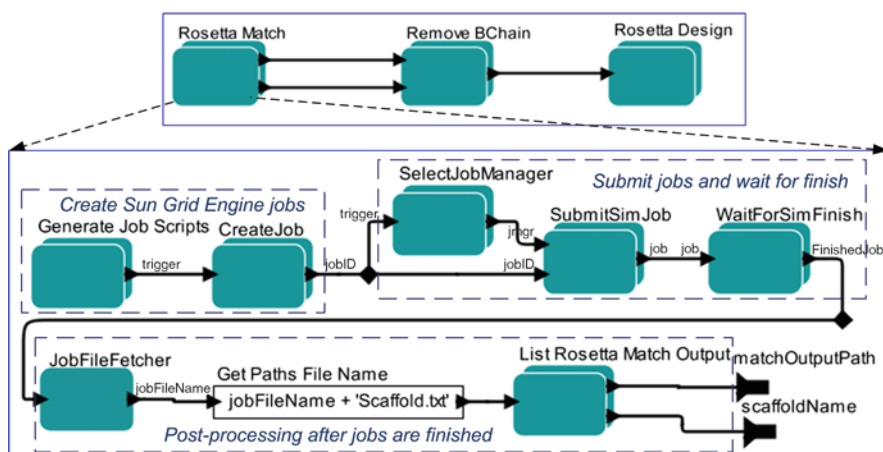 Rosetta Match
Remove BChain
Rosetta Design
Create Sun Grid Engine jobs
Generate Job Scripts
CreateJob
trigger
jobID
trigger
SelectJobManager
Submit jobs and wait for finish
jmgr
jobID
SubmitSimJob
job
job
WaitForSimFinish
FinishedJob
JobFileFetcher
jobFileName
Get Paths File Name
jobFileName + 'Scaffold.txt'
List Rosetta Match Output
matchOutputPath
scaffoldName
Post-processing after jobs are finished